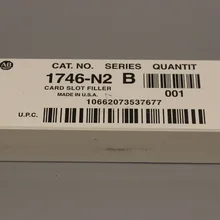 AB
CAT. NO. SERIES QUANTIT
1746-N2 B
CARD SLOT FILLER
MADE IN U.S.A.
001
10662073537677
U.P.C.